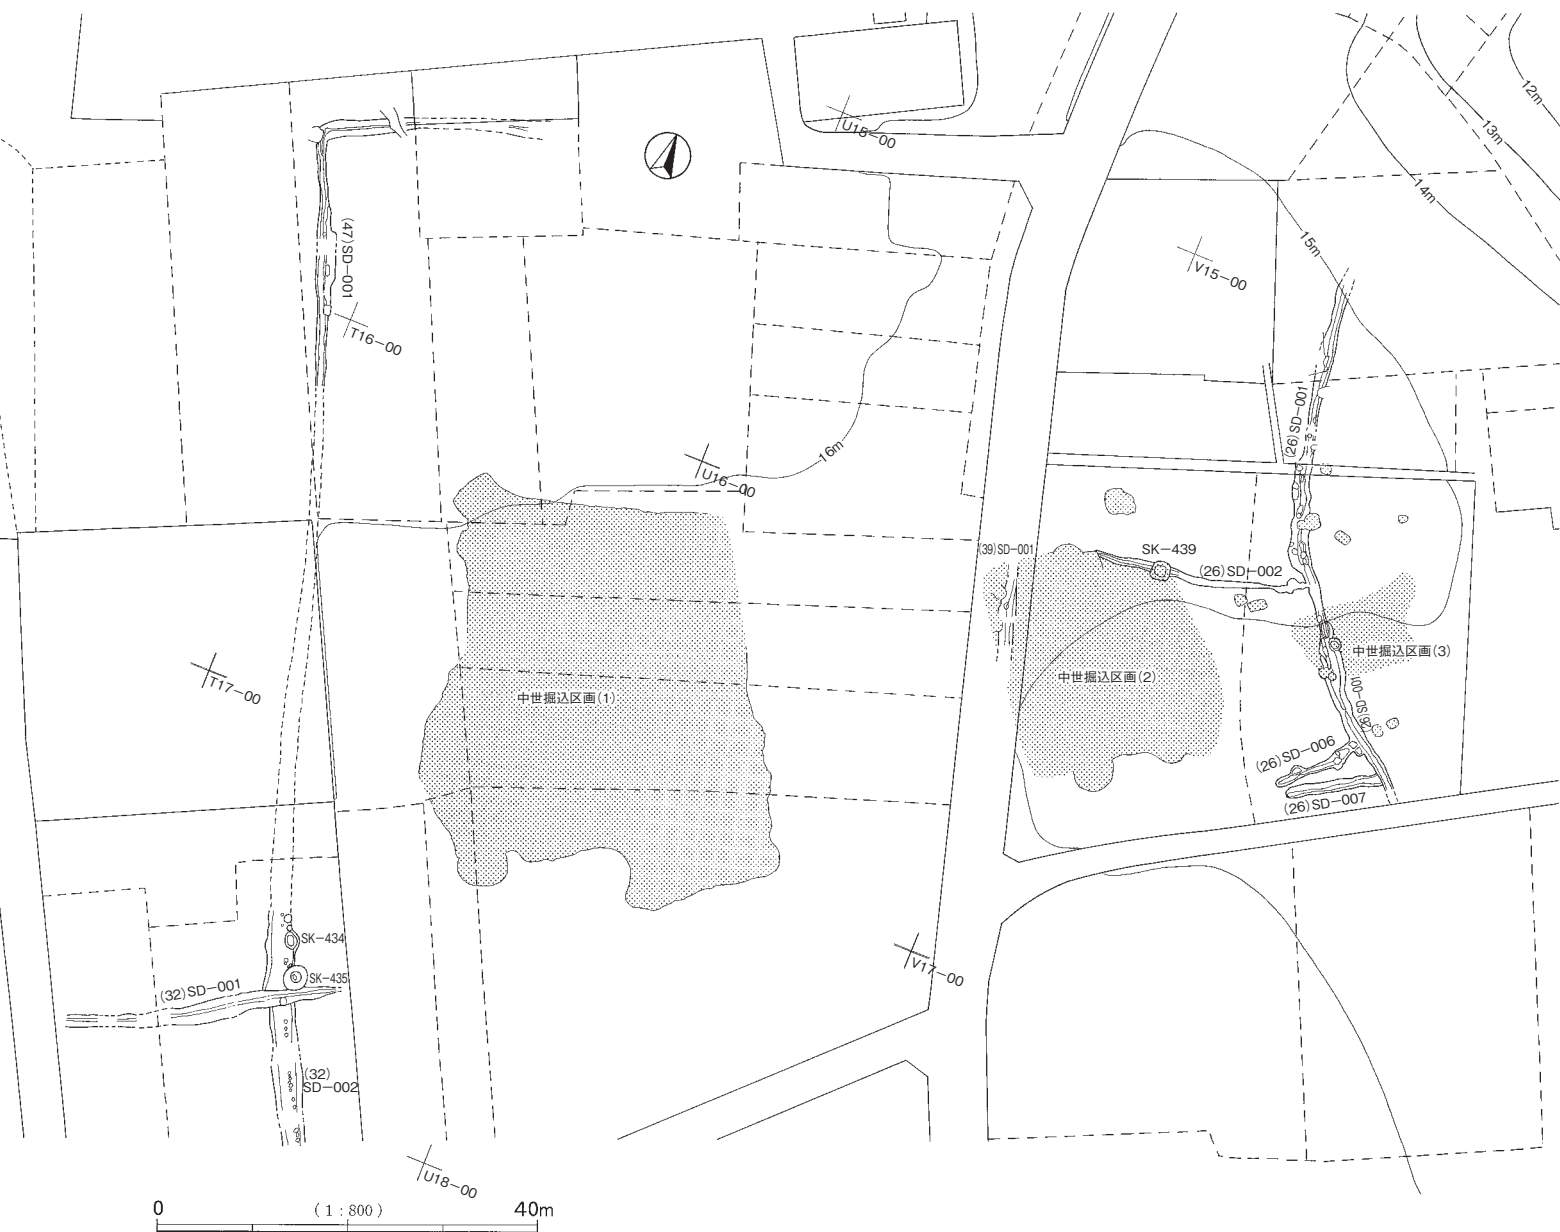 U15-00
12m
13m
14m
15m
V15-00
(47)SD-001
T16-00
(26)SD-001
16m
U16-00
(39)SD-001
SK-439
(26)SD-002
中世掘込区画(3)
中世掘込区画(2)
中世掘込区画(1)
T17-00
(26)SD-001
(26)SD-006
(26)SD-007
SK-434
SK-435
(32)SD-001
V17-00
(32)
SD-002
U18-00
0 (1:800) 40m